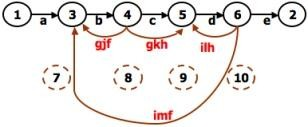 1 3 4 5 6 2
a b c d e
gjf gkh ilh
7 8 9 10
imf